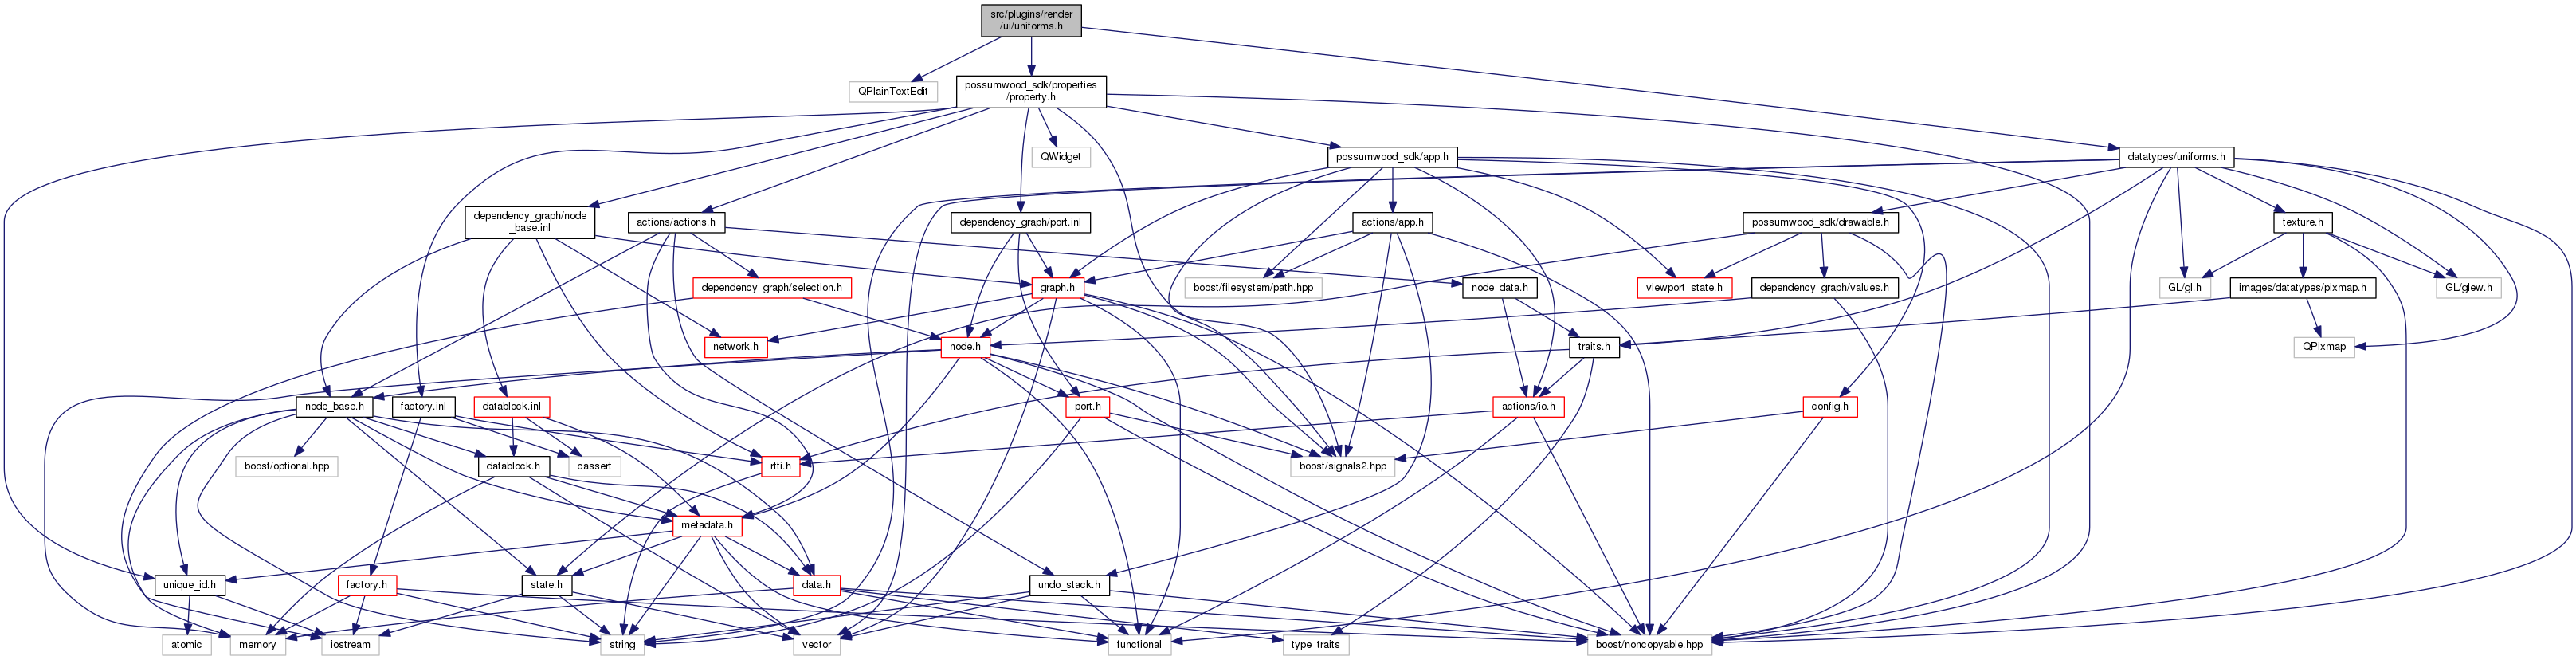 src/plugins/render
/ui/uniforms.h
QPlainTextEdit
possumwood_sdk/properties
/property.h
QWidget
possumwood_sdk/app.h
datatypes/uniforms.h
dependency_graph/node
_base.inl
actions/actions.h
dependency_graph/port.inl
actions/app.h
possumwood_sdk/drawable.h
texture.h
dependency_graph/selection.h
graph.h
boost/filesystem/path.hpp
node_data.h
viewport_state.h
dependency_graph/values.h
GL/gl.h
images/datatypes/pixmap.h
GL/glew.h
network.h
node.h
traits.h
QPixmap
node_base.h
factory.inl
datablock.inl
port.h
actions/io.h
config.h
boost/optional.hpp
datablock.h
cassert
rtti.h
boost/signals2.hpp
metadata.h
unique_id.h
factory.h
state.h
data.h
undo_stack.h
atomic
memory
iostream
string
vector
functional
type_traits
boost/noncopyable.hpp